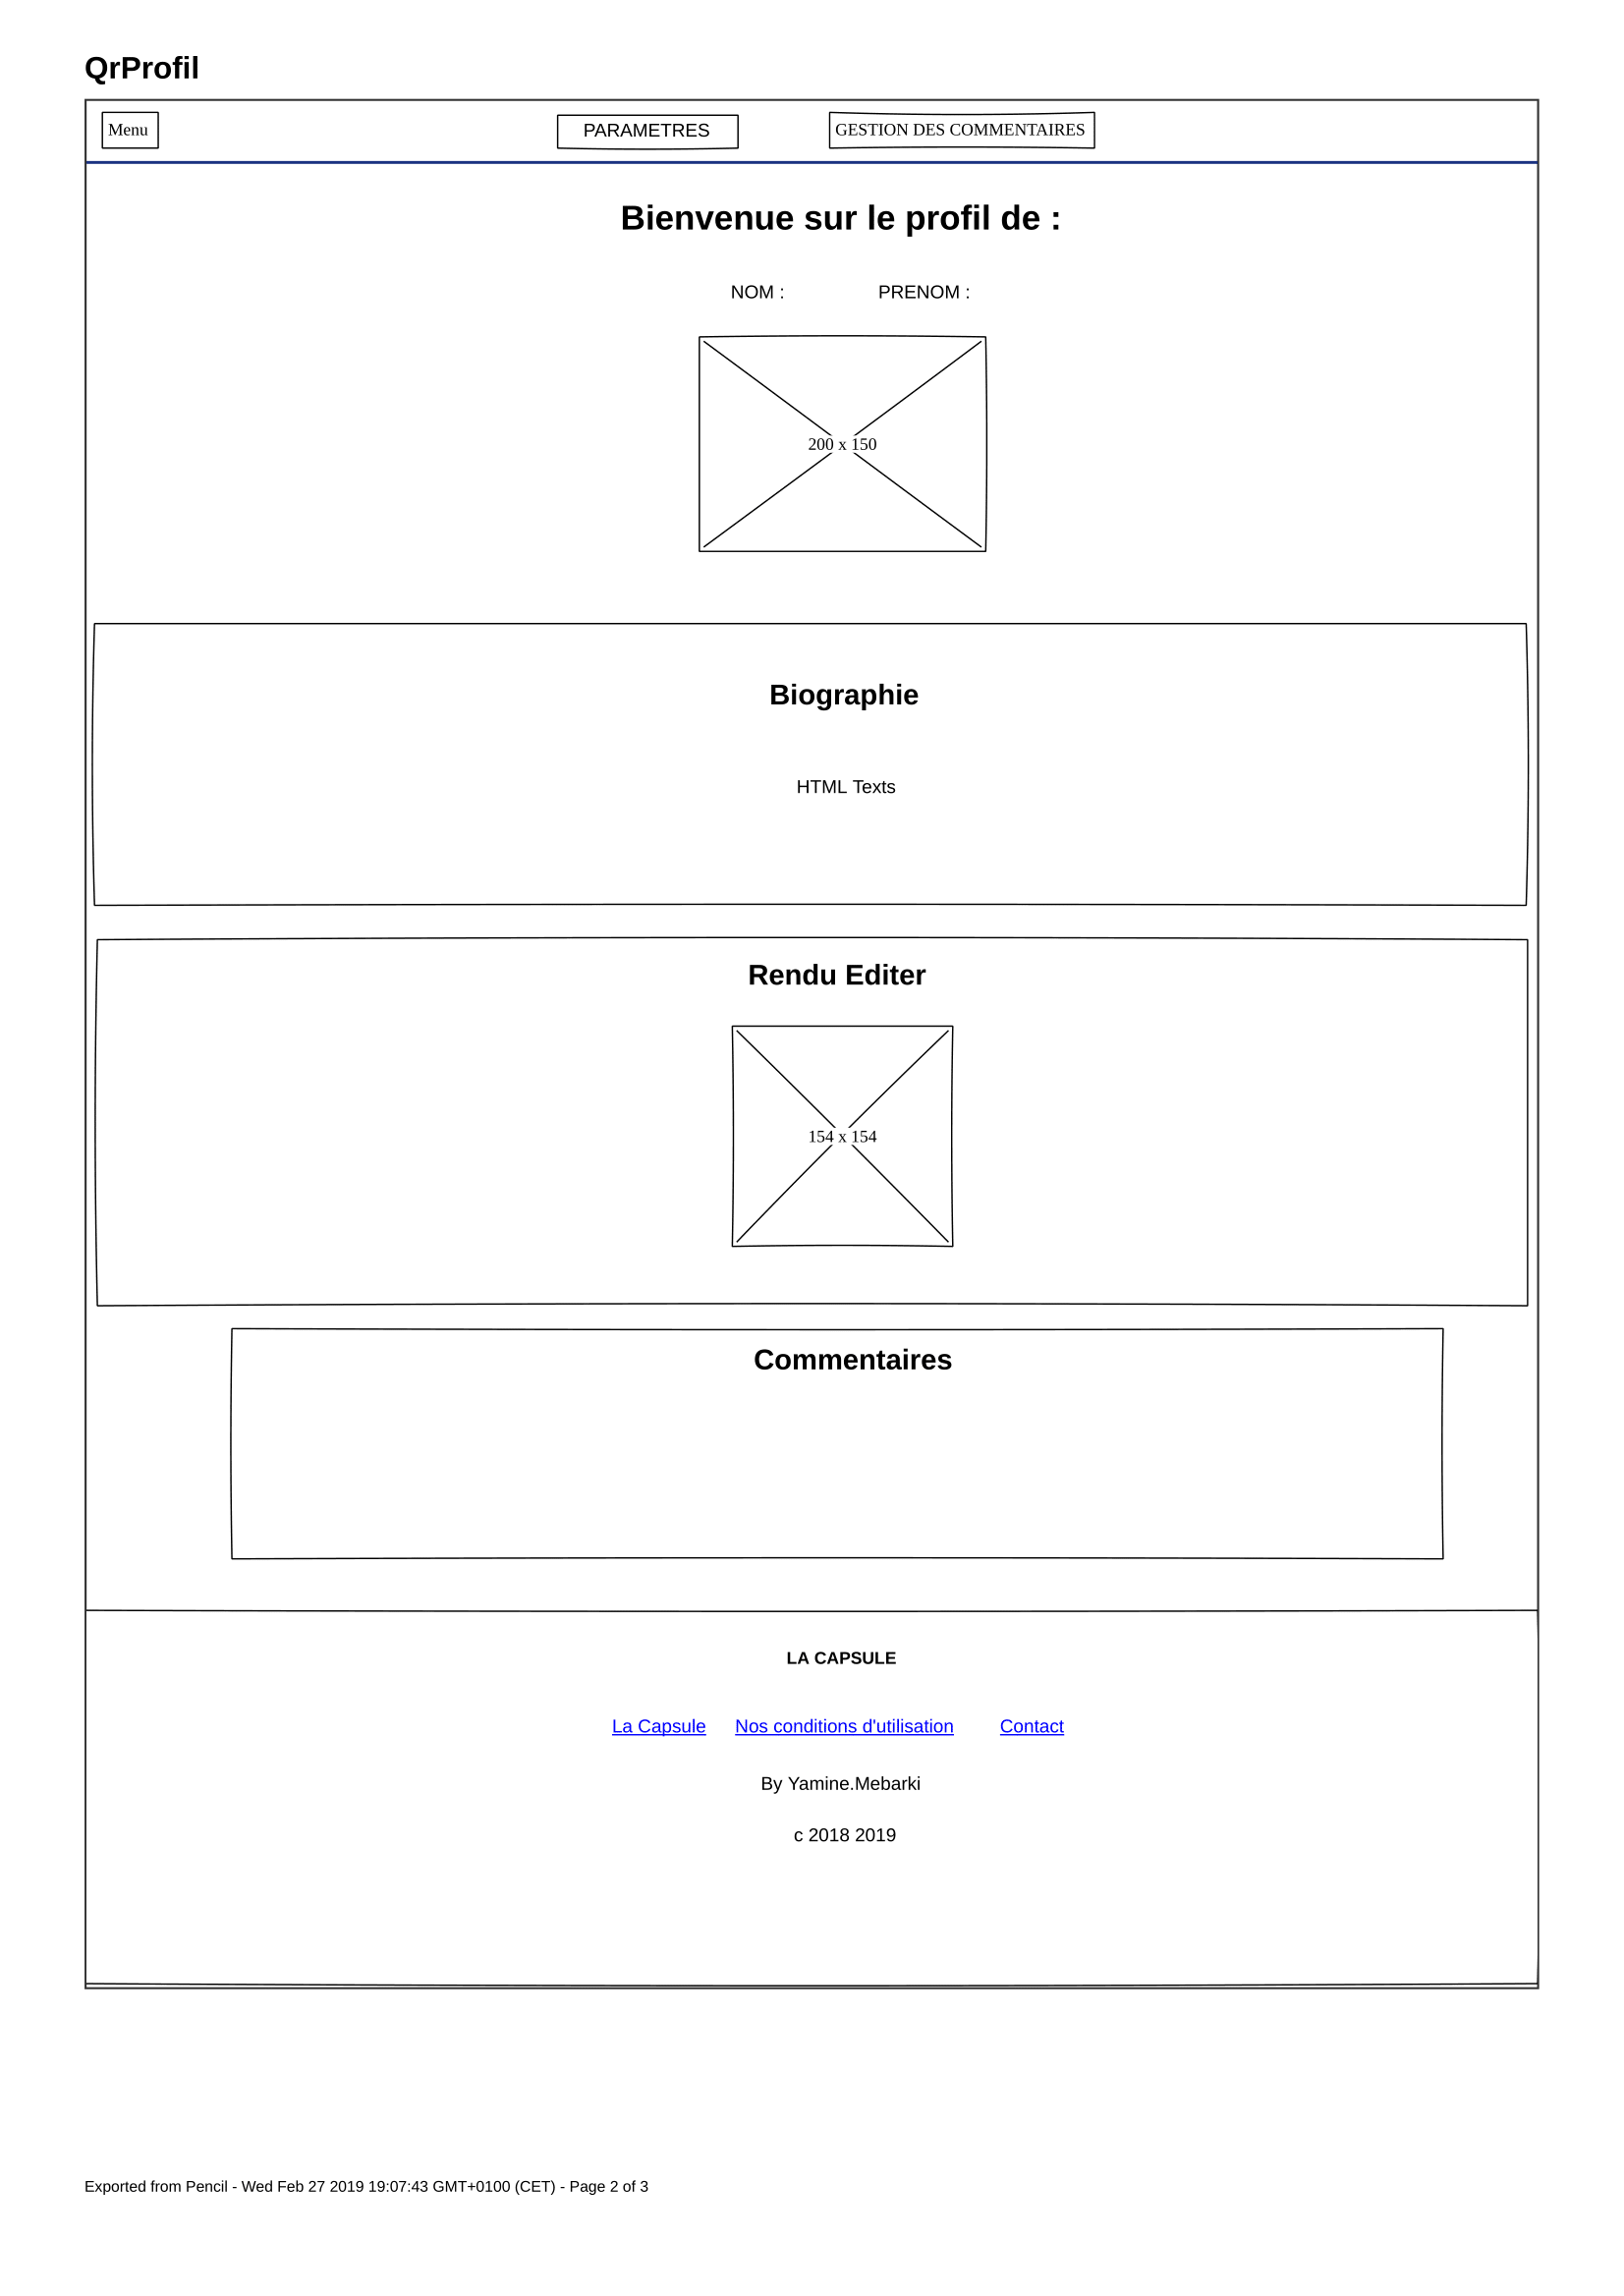 QrProfil
Menu PARAMETRES GESTION DES COMMENTAIRES
Bienvenue sur le profil de :
NOM : PRENOM :
200 x 150
Biographie
HTML Texts
Rendu Editer
154 x 154
Commentaires
LA CAPSULE
La Capsule Nos conditions d'utilisation Contact
By Yamine.Mebarki
c 2018 2019
Exported from Pencil - Wed Feb 27 2019 19:07:43 GMT+0100 (CET) - Page 2 of 3